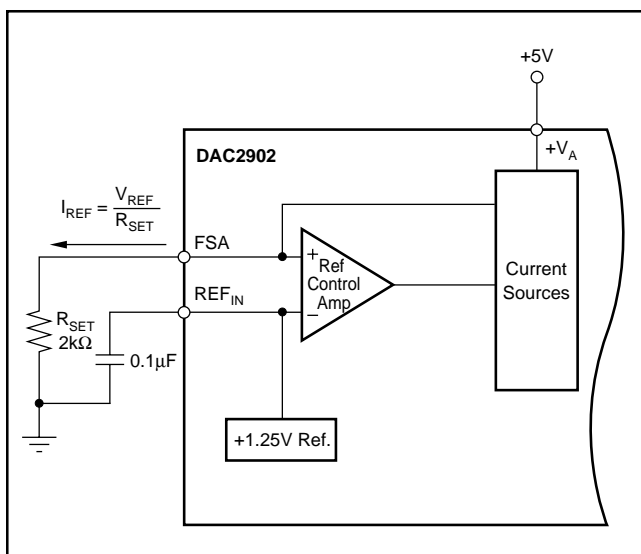 +5V
+V_A
DAC2902
I_REF = V_REF / R_SET
FSA
+
Ref
Control
Amp
REF_IN
–
Current
Sources
R_SET
2kΩ
0.1μF
+1.25V Ref.